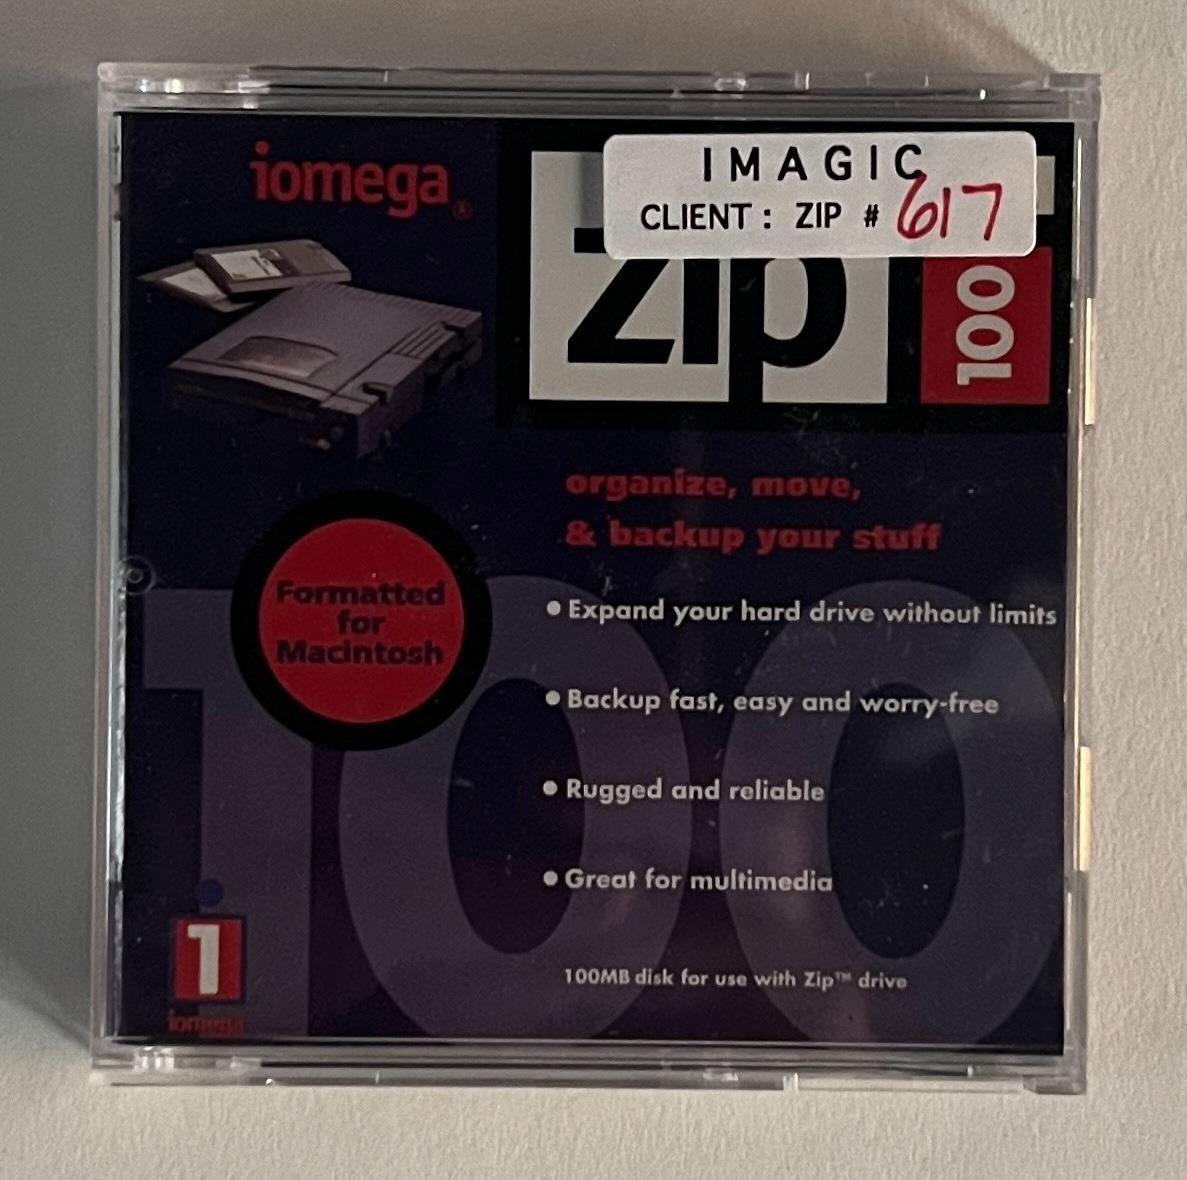 iomega®
IMAGIC
CLIENT: ZIP # 617
zip
100
organize, move,
& backup your stuff
Formatted
for
Macintosh
• Expand your hard drive without limits
• Backup fast, easy and worry-free
• Rugged and reliable
• Great for multimedia
100
100MB disk for use with Zip™ drive
i
iomega